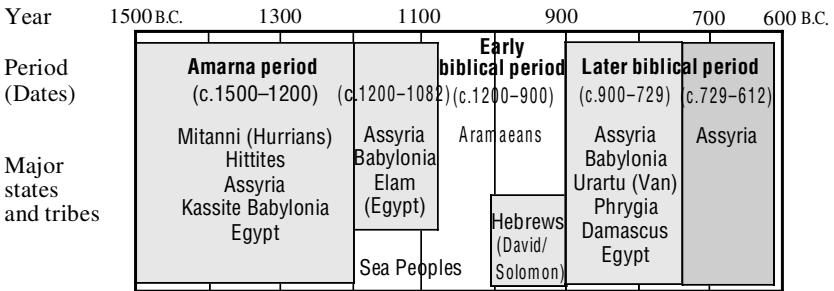 Year 1500 B.C. 1300 1100 900 700 600 B.C.
Period (Dates)
Amarna period
(c.1500–1200)
(c.1200–1082)
Early
biblical period
(c.1200–900)
Later biblical period
(c.900–729)
(c.729–612)
Major
states
and tribes
Mitanni (Hurrians)
Hittites
Assyria
Kassite Babylonia
Egypt
Assyria
Babylonia
Elam
(Egypt)
Aramaeans
Sea Peoples
Hebrews
(David/
Solomon)
Assyria
Babylonia
Urartu (Van)
Phrygia
Damascus
Egypt
Assyria